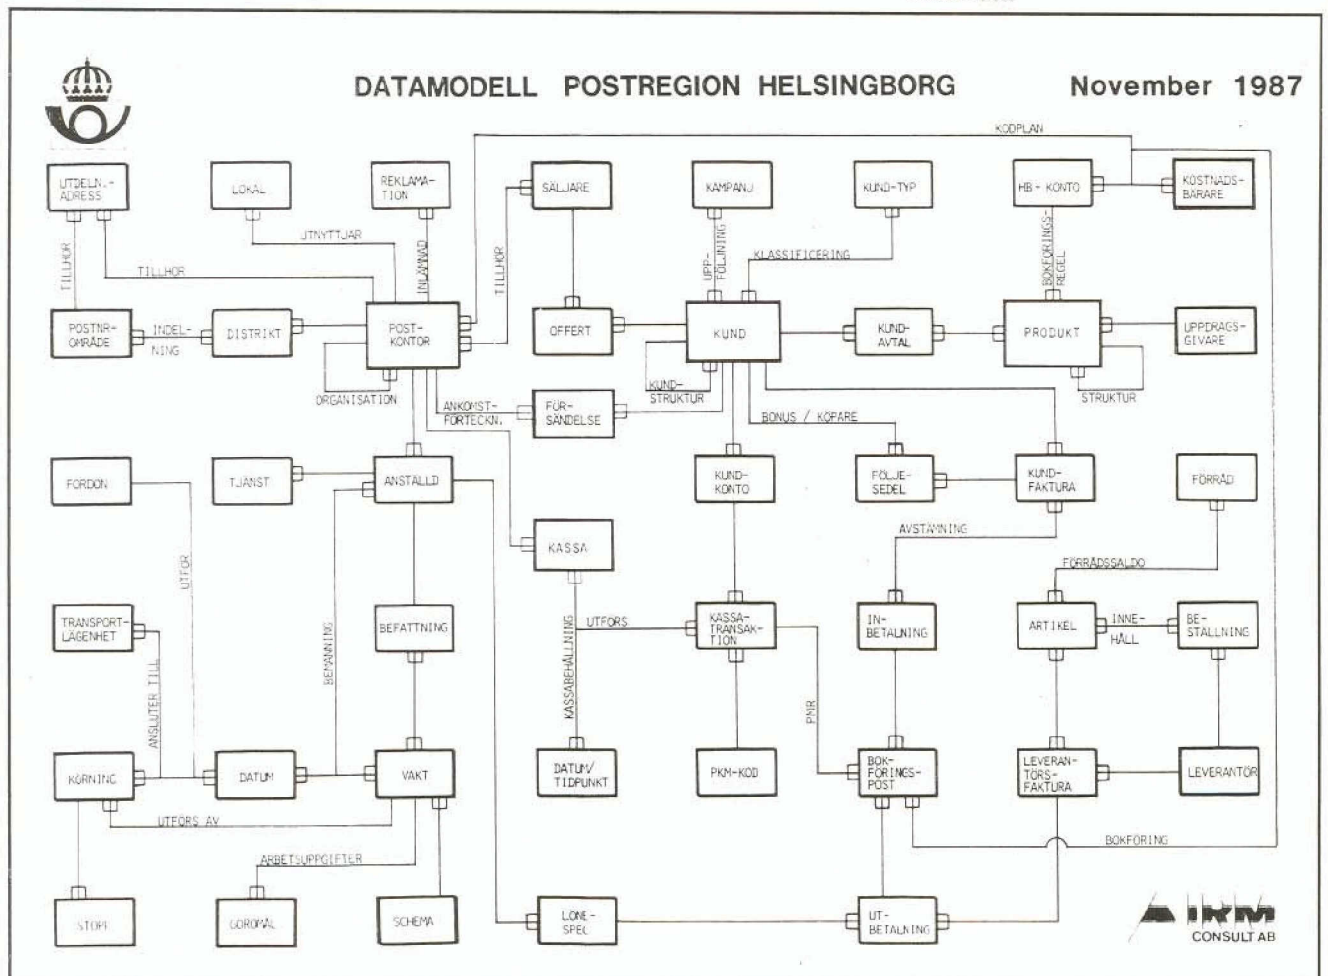 DATAMODELL POSTREGION HELSINGBORG November 1987
KODPLAN
UTDELN.-
ADRESS
LOKAL
REKLAMA-
TION
SÄLJARE
KAMPANJ
KUND-TYP
HB-KONTO
KOSTNADS-
BÄRARE
TILLHÖR
UTNYTTJAR
TILLHÖR
INLÄMNAD
TILLHÖR
UPP-
FÖLJNING
KLASSIFICERING
BOKFÖRINGS-
REGEL
POSTNR-
OMRÅDE
INDEL-
NING
DISTRIKT
POST-
KONTOR
OFFERT
KUND
KUND-
AVTAL
PRODUKT
UPPDRAGS-
GIVARE
ORGANISATION
ANKOMST-
FÖRTECKN.
FÖR-
SÄNDELSE
KUND-
STRUKTUR
STRUKTUR
BONUS / KÖPARE
FORDON
TJÄNST
ANSTÄLLD
KUND-
KONTO
FÖLJE-
SEDEL
KUND-
FAKTURA
FÖRRÅD
UTFÖR
KASSA
AVSTÄMNING
FÖRRÅDSSALDO
TRANSPORT-
LÄGENHET
BEMANNING
BEFATTNING
KASSABEHÅLLNING
UTFÖRS
KASSA-
TRANSAK-
TION
IN-
BETALNING
ARTIKEL
INNE-
HÅLL
BE-
STÄLLNING
ANSLUTER TILL
PMR
KÖRNING
DATUM
VAKT
DATUM/
TIDPUNKT
PKM-KOD
BOK-
FÖRINGS-
POST
LEVERAN-
TÖRS-
FAKTURA
LEVERANTÖR
UTFÖRS AV
BOKFÖRING
ARBETSUPPGIFTER
STOPP
GÖROMÅL
SCHEMA
LÖNE-
SPEL
UT-
BETALNING
IRM
CONSULT AB